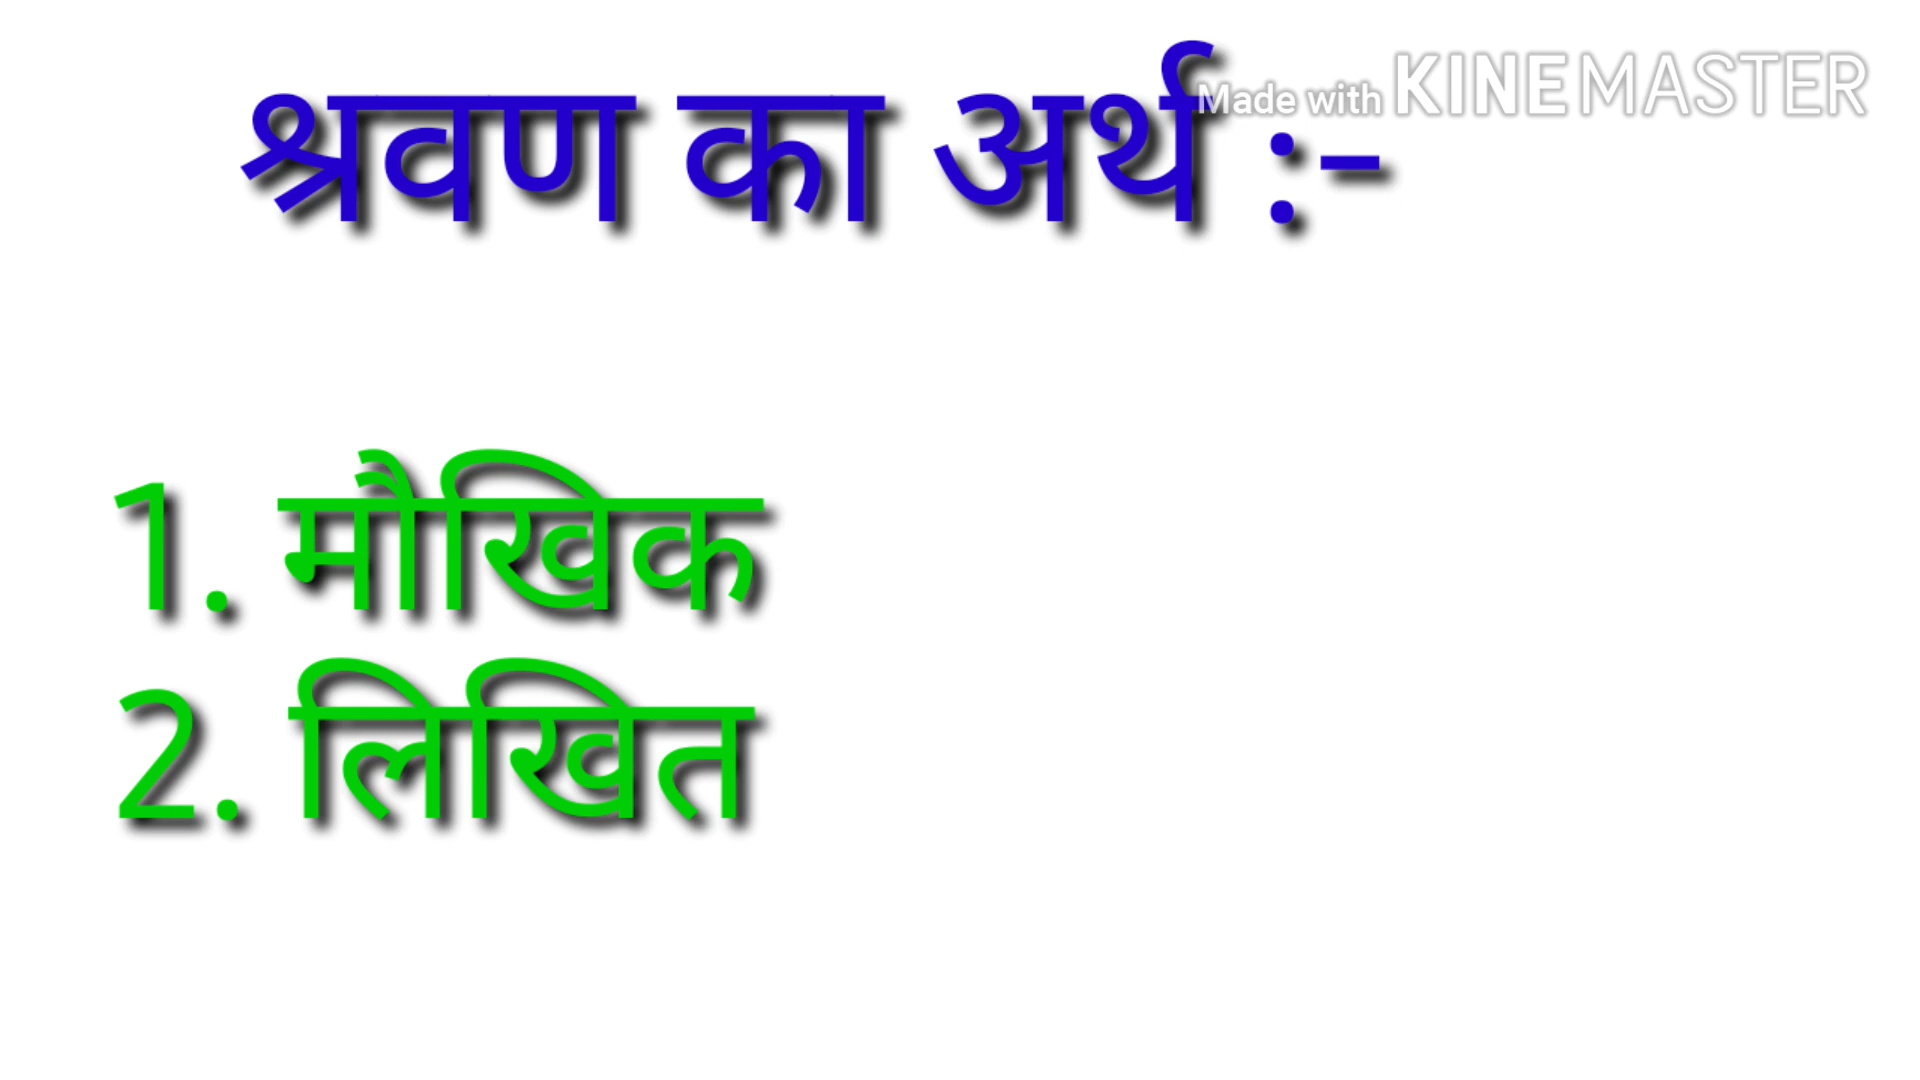 श्रवण का अर्थ :-
Made with KINEMASTER
1. मौखिक
2. लिखित